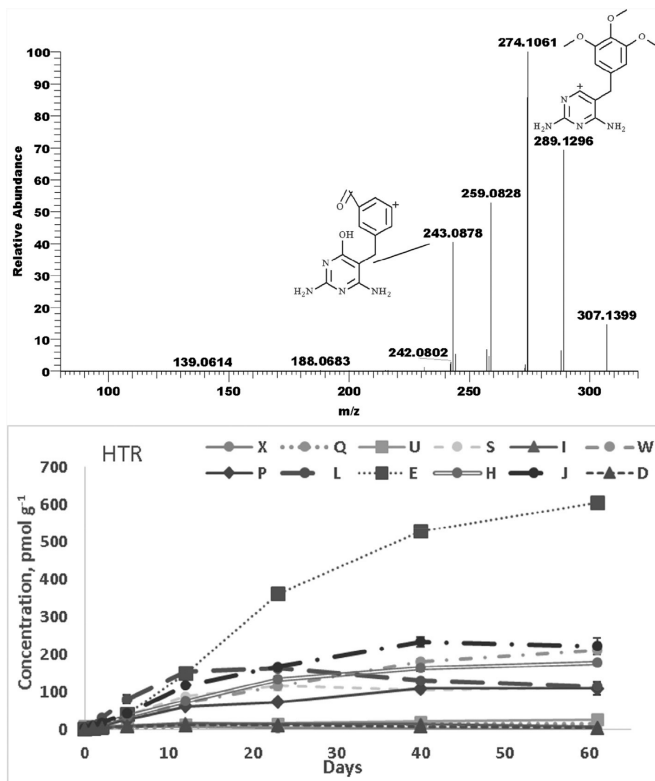 274.1061
289.1296
259.0828
243.0878
307.1399
242.0802
188.0683
139.0614
Relative Abundance
100
90
80
70
60
50
40
30
20
10
0
100 150 200 250 300
m/z
O
O
O
N
H₂N N NH₂
O
OH
N
H₂N N NH₂
+
+
HTR
X Q U S I W
P L E H J D
Concentration, pmol g⁻¹
700
600
500
400
300
200
100
0
0 10 20 30 40 50 60
Days